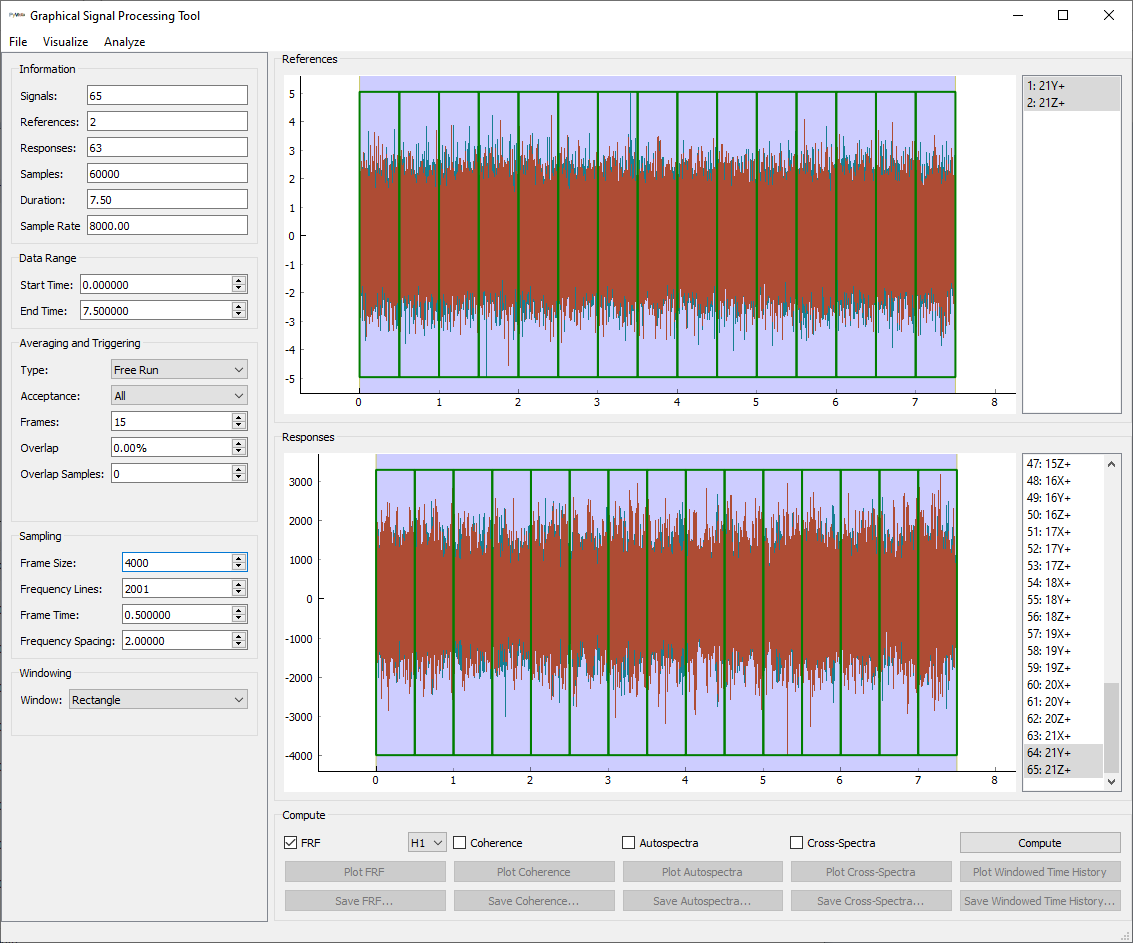 Graphical Signal Processing Tool
File Visualize Analyze
Information
Signals: 65
References: 2
Responses: 63
Samples: 60000
Duration: 7.50
Sample Rate 8000.00
Data Range
Start Time: 0.000000
End Time: 7.500000
Averaging and Triggering
Type: Free Run
Acceptance: All
Frames: 15
Overlap 0.00%
Overlap Samples: 0
Sampling
Frame Size: 4000
Frequency Lines: 2001
Frame Time: 0.500000
Frequency Spacing: 2.00000
Windowing
Window: Rectangle
References
5
4
3
2
1
0
-1
-2
-3
-4
-5
0 1 2 3 4 5 6 7 8
1: 21Y+
2: 21Z+
Responses
3000
2000
1000
0
-1000
-2000
-3000
-4000
0 1 2 3 4 5 6 7 8
47: 15Z+
48: 16X+
49: 16Y+
50: 16Z+
51: 17X+
52: 17Y+
53: 17Z+
54: 18X+
55: 18Y+
56: 18Z+
57: 19X+
58: 19Y+
59: 19Z+
60: 20X+
61: 20Y+
62: 20Z+
63: 21X+
64: 21Y+
65: 21Z+
Compute
FRF H1 Coherence Autospectra Cross-Spectra Compute
Plot FRF Plot Coherence Plot Autospectra Plot Cross-Spectra Plot Windowed Time History
Save FRF... Save Coherence... Save Autospectra... Save Cross-Spectra... Save Windowed Time History...